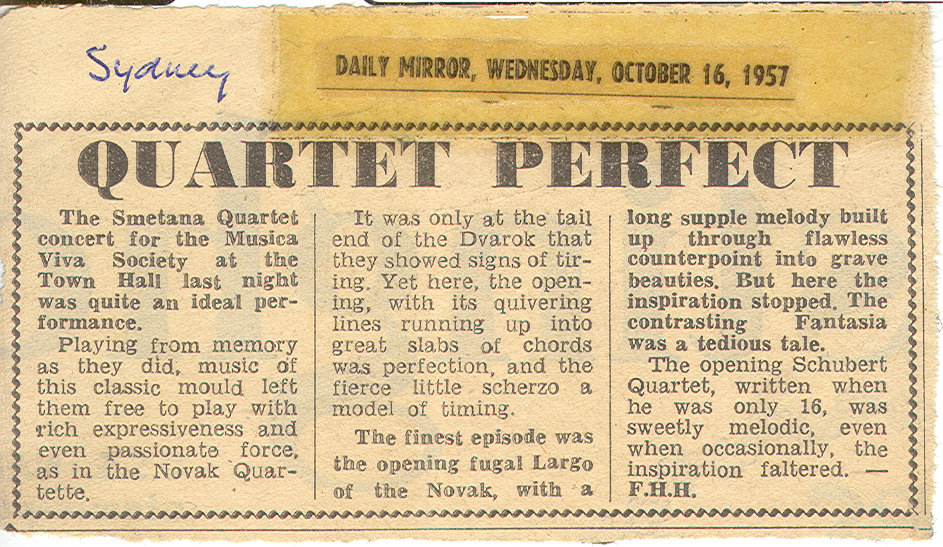 Sydney
DAILY MIRROR, WEDNESDAY, OCTOBER 16, 1957
QUARTET PERFECT
The Smetana Quartet
concert for the Musica
Viva Society at the
Town Hall last night
was quite an ideal per-
formance.
Playing from memory
as they did, music of
this classic mould left
them free to play with
rich expressiveness and
even passionate force,
as in the Novak Quar-
tette.
It was only at the tail
end of the Dvarok that
they showed signs of tir-
ing. Yet here, the open-
ing, with its quivering
lines running up into
great slabs of chords
was perfection, and the
fierce little scherzo a
model of timing.
The finest episode was
the opening fugal Largo
of the Novak, with a
long supple melody built
up through flawless
counterpoint into grave
beauties. But here the
inspiration stopped. The
contrasting Fantasia
was a tedious tale.
The opening Schubert
Quartet, written when
he was only 16, was
sweetly melodic, even
when occasionally, the
inspiration faltered. —
F.H.H.